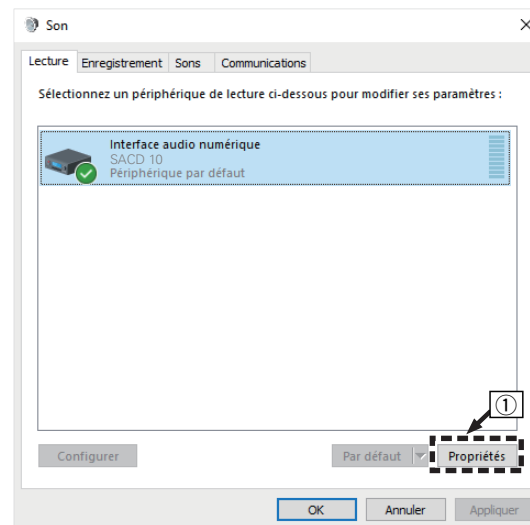 Son
Lecture Enregistrement Sons Communications
Sélectionnez un périphérique de lecture ci-dessous pour modifier ses paramètres :
Interface audio numérique
SACD 10
Périphérique par défaut
①
Configurer Par défaut Propriétés
OK Annuler Appliquer